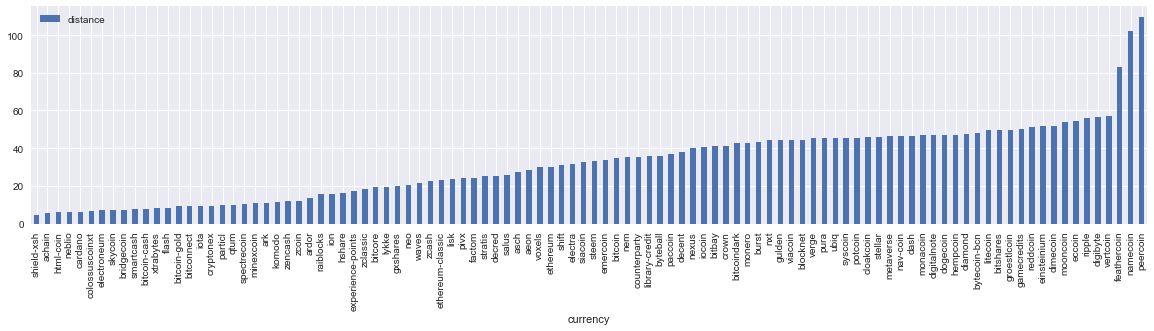 distance
100
80
60
40
20
0
shield-xsh
achain
html-coin
neblio
cardano
colossuscoinxt
electroneum
skycoin
bridgecoin
smartcash
bitcoin-cash
xtrabytes
flash
bitcoin-gold
bitconnect
iota
cryptonex
particl
qtum
spectrecoin
minexcoin
ark
komodo
zencash
zcoin
ardor
raiblocks
ion
hshare
experience-points
zclassic
bitcore
lykke
gxshares
neo
waves
zcash
ethereum-classic
lisk
pivx
factom
stratis
decred
salus
asch
aeon
voxels
ethereum
shift
electra
siacoin
steem
emercoin
bitcoin
nem
counterparty
library-credit
byteball
paccoin
decent
nexus
iocoin
bitbay
crown
bitcoindark
monero
burst
nxt
gulden
viacoin
blocknet
verge
pura
ubiq
syscoin
potcoin
cloakcoin
stellar
metaverse
nav-coin
dash
monacoin
digitalnote
dogecoin
hempcoin
diamond
bytecoin-bcn
litecoin
bitshares
groestlcoin
gamecredits
reddcoin
einsteinium
dimecoin
mooncoin
eccoin
ripple
digibyte
vertcoin
feathercoin
namecoin
peercoin
currency